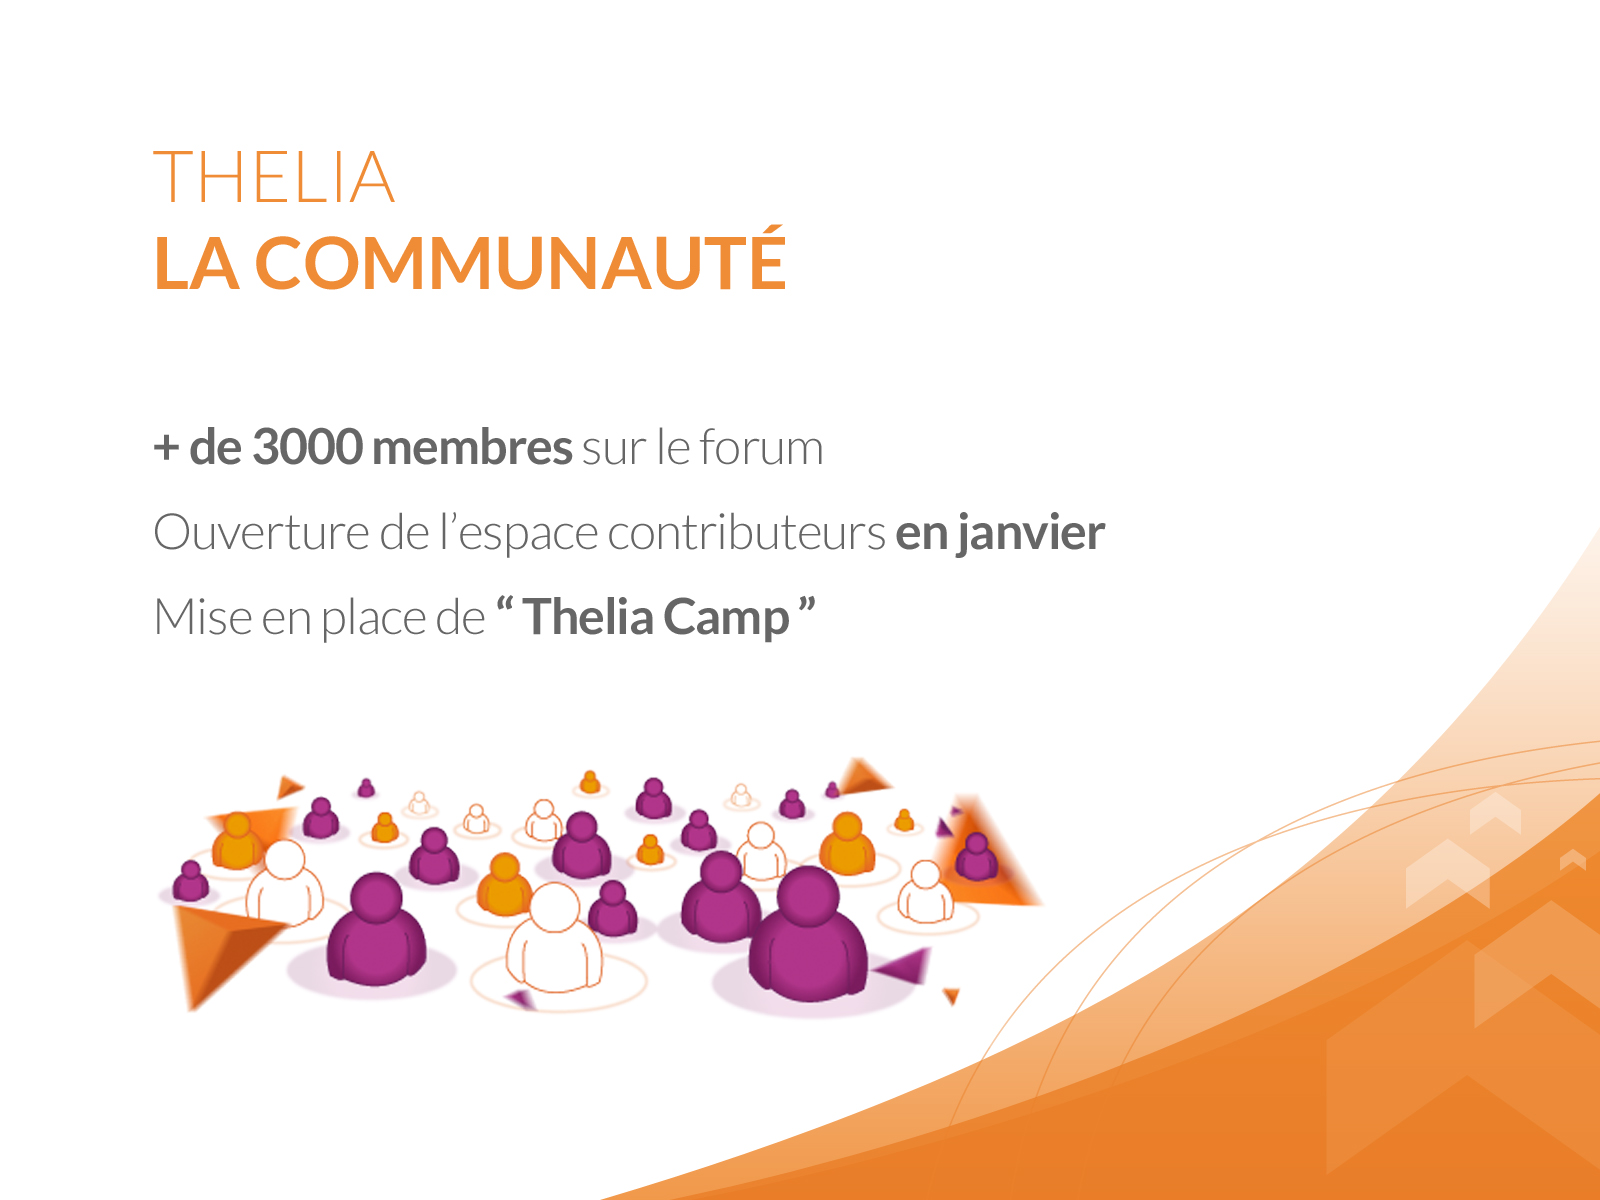 THELIA
LA COMMUNAUTÉ
+ de 3000 membres sur le forum
Ouverture de l’espace contributeurs en janvier
Mise en place de “ Thelia Camp ”